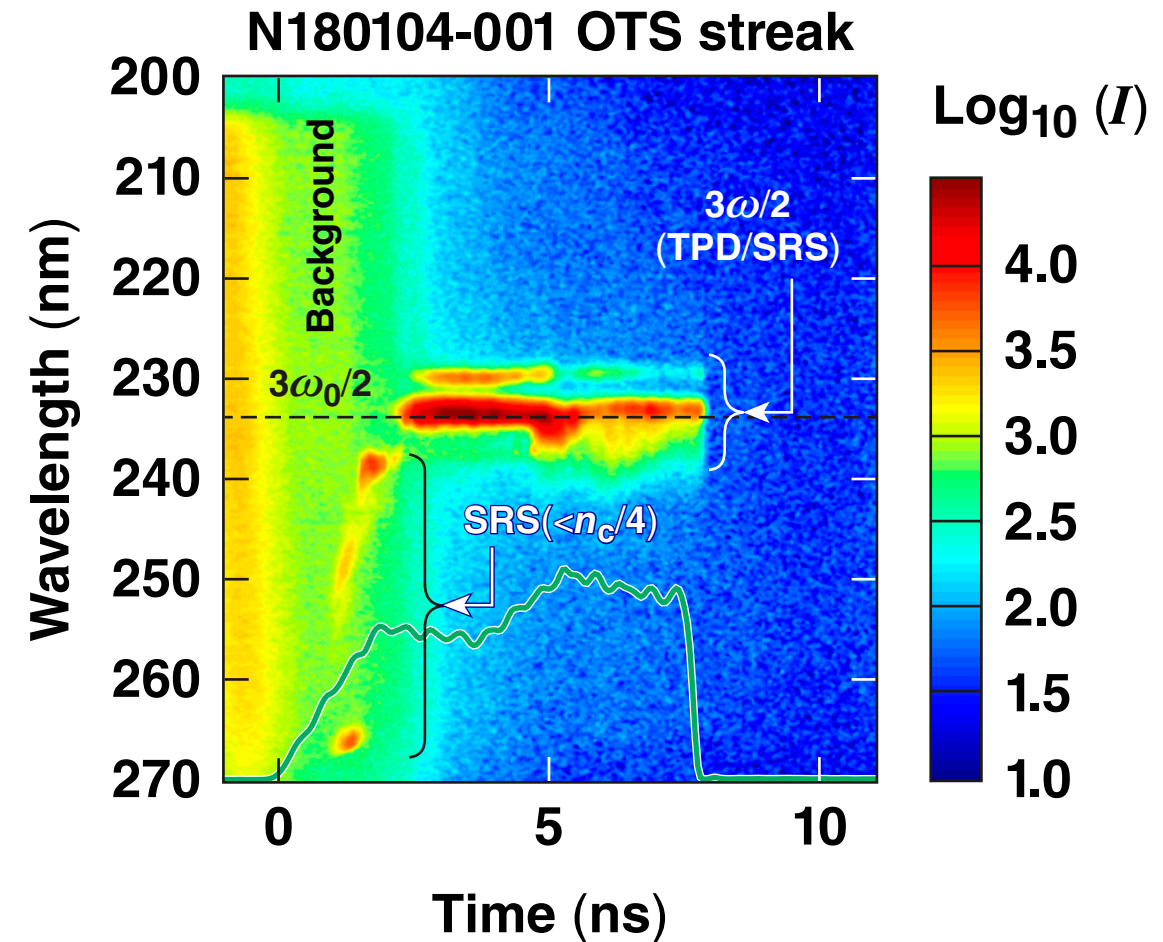 N180104-001 OTS streak
Wavelength (nm)
200
210
220
230
240
250
260
270
Background
3ω/2
(TPD/SRS)
3ω₀/2
SRS(<n_c/4)
0
5
10
Time (ns)
Log₁₀ (I)
4.0
3.5
3.0
2.5
2.0
1.5
1.0